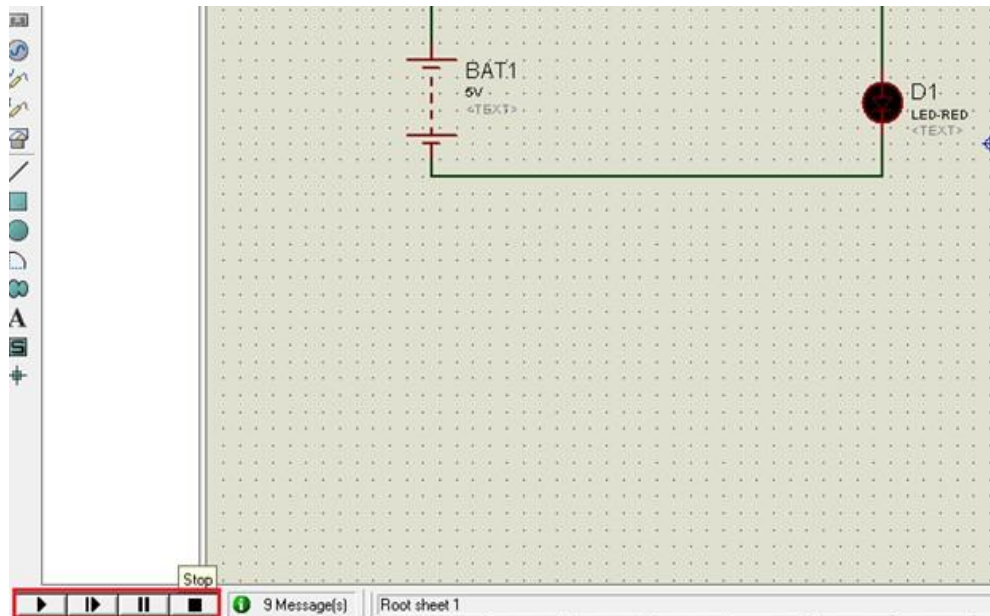 BAT1
5V
<TEXT>
D1
LED-RED
<TEXT>
A
S
Stop
9 Message(s)
Root sheet 1